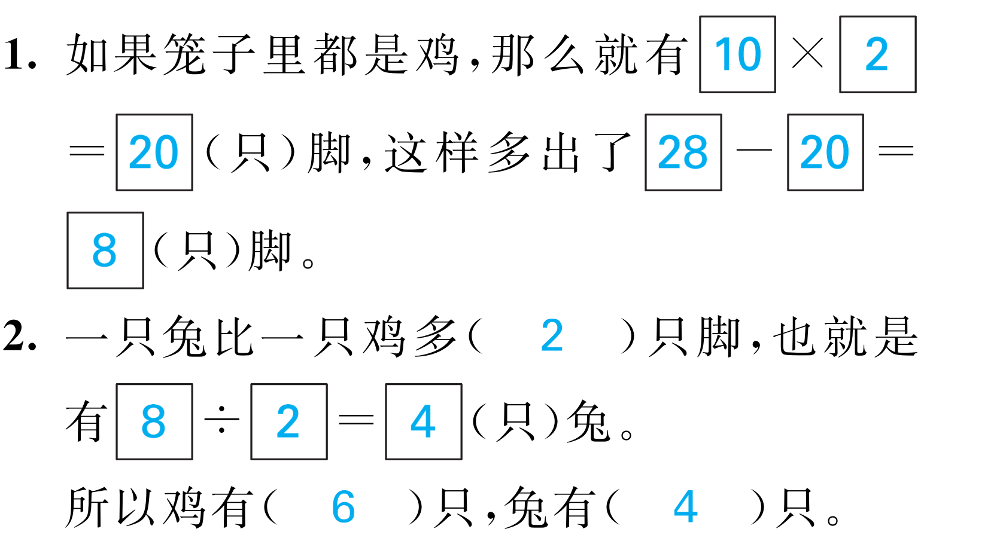 1. 如果笼子里都是鸡,那么就有 10 × 2
= 20 (只)脚,这样多出了 28 - 20 =
8 (只)脚。
2. 一只兔比一只鸡多( 2 )只脚,也就是
有 8 ÷ 2 = 4 (只)兔。
所以鸡有( 6 )只,兔有( 4 )只。